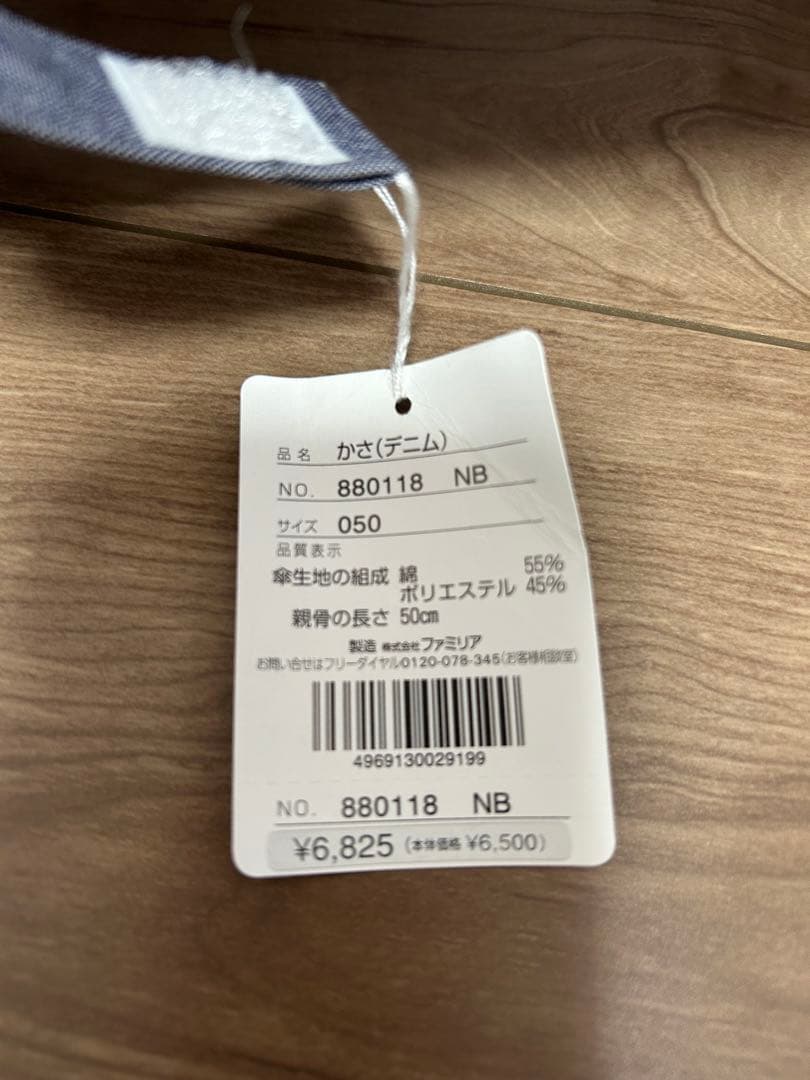 品名 かさ(デニム)
NO. 880118 NB
サイズ 050
品質表示
傘生地の組成 綿 55%
ポリエステル 45%
親骨の長さ 50cm
製造 株式会社ファミリア
お問い合せはフリーダイヤル0120-078-345(お客様相談室)
4969130029199
NO. 880118 NB
¥6,825 (本体価格 ¥6,500)